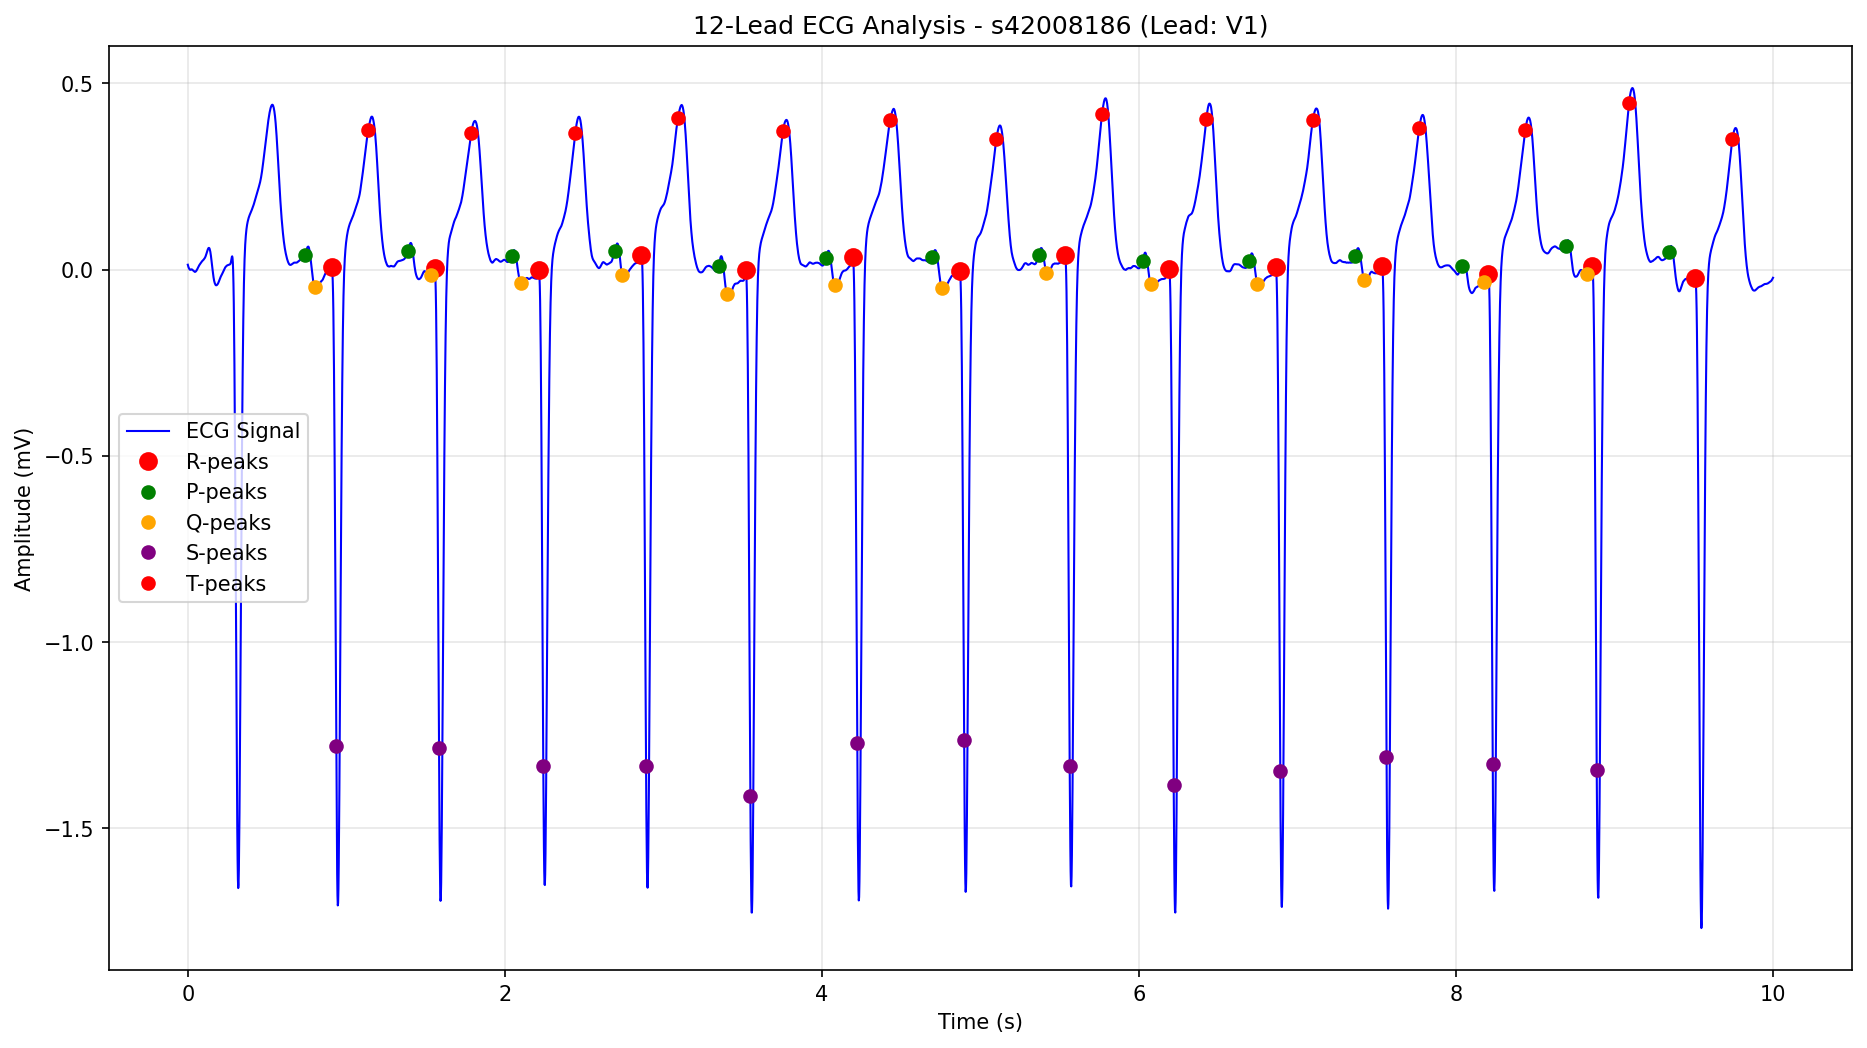 12-Lead ECG Analysis - s42008186 (Lead: V1)
0.5
0.0
−0.5
−1.0
−1.5
Amplitude (mV)
ECG Signal
R-peaks
P-peaks
Q-peaks
S-peaks
T-peaks
0 2 4 6 8 10
Time (s)